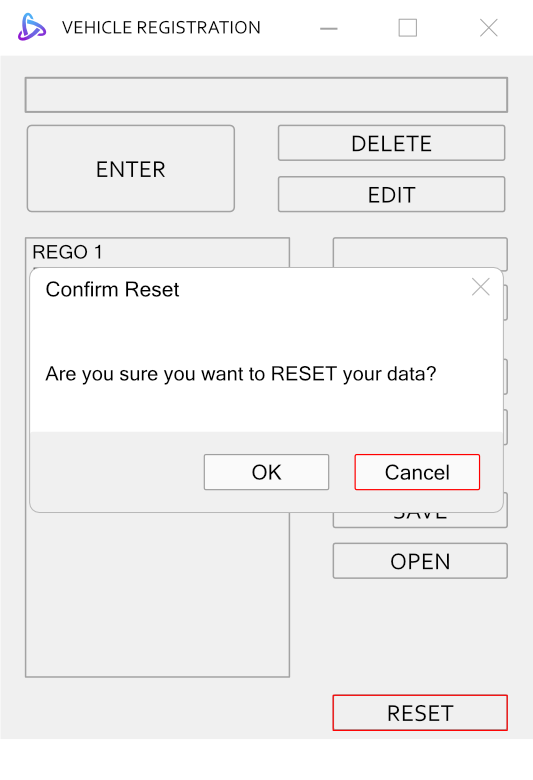 VEHICLE REGISTRATION
ENTER
DELETE
EDIT
REGO 1
Confirm Reset
Are you sure you want to RESET your data?
OK
Cancel
SAVE
OPEN
RESET